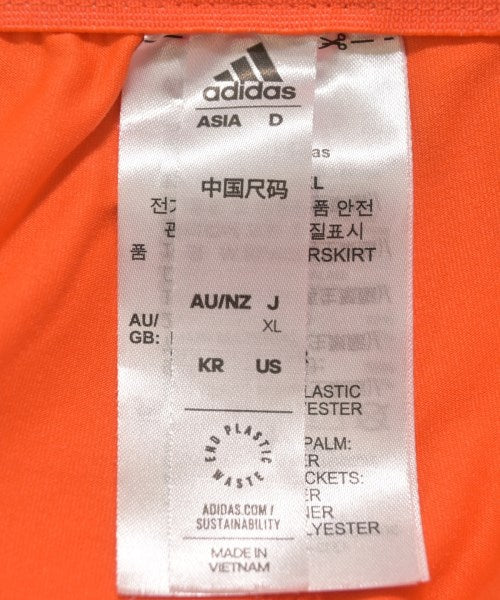 adidas
ASIA D
中国尺码
AU/NZ J
XL
KR US
END PLASTIC WASTE
ADIDAS.COM/
SUSTAINABILITY
MADE IN
VIETNAM
전기
품
AU/
GB:
as
L
품 안전
질표시
RSKIRT
LASTIC
YESTER
PALM:
ER
CKETS:
ER
NER
LYESTER